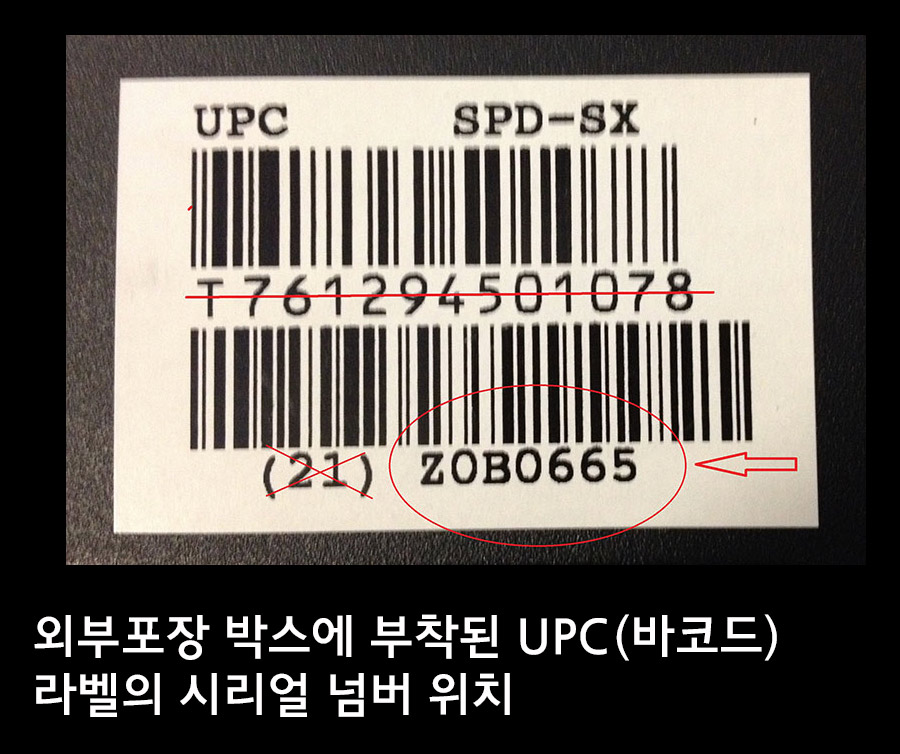 UPC SPD-SX
T761294501078
(21) Z0B0665
외부포장 박스에 부착된 UPC(바코드)
라벨의 시리얼 넘버 위치